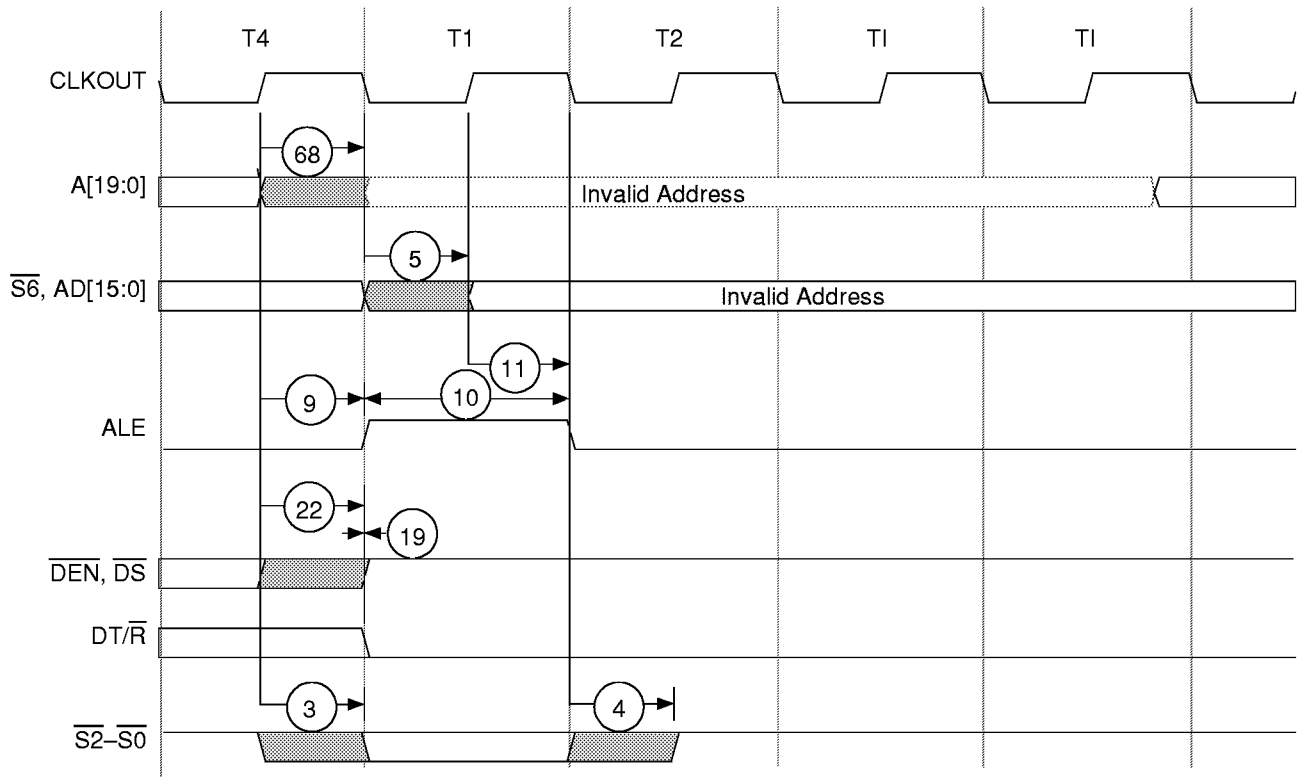 T4 T1 T2 TI TI
CLKOUT
68
A[19:0]
Invalid Address
5
S6, AD[15:0]
Invalid Address
11
9
10
ALE
22
19
DEN, DS
DT/R
3
4
S2–S0